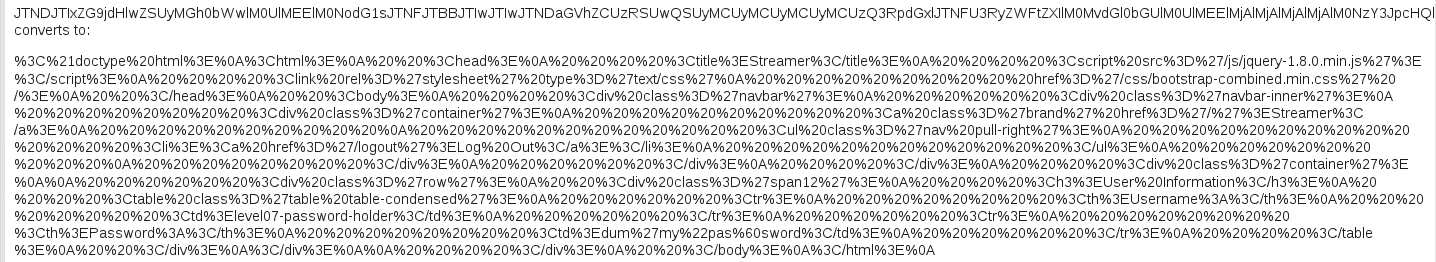 JTNDJTIxZG9jdHlwZSUyMGh0bWwlM0UlMEElM0NodG1sJTNFJTBBJTIwJTIwJTNDaGVhZCUzRSUwQSUyMCUyMCUyMCUyMCUzQ3RpdGxlJTNFU3RyZWFtZXIlM0MvdGl0bGUlM0UlMEElMjAlMjAlMjAlMjAlM0NzY3JpcHQl
converts to:
%3C%21doctype%20html%3E%0A%3Chtml%3E%0A%20%20%3Chead%3E%0A%20%20%20%20%3Ctitle%3EStreamer%3C/title%3E%0A%20%20%20%20%3Cscript%20src%3D%27/js/jquery-1.8.0.min.js%27%3E
%3C/script%3E%0A%20%20%20%20%3Clink%20rel%3D%27stylesheet%27%20type%3D%27text/css%27%0A%20%20%20%20%20%20%20%20%20%20href%3D%27/css/bootstrap-combined.min.css%27%20
/%3E%0A%20%20%3C/head%3E%0A%20%20%3Cbody%3E%0A%20%20%20%20%3Cdiv%20class%3D%27navbar%27%3E%0A%20%20%20%20%20%20%3Cdiv%20class%3D%27navbar-inner%27%3E%0A
%20%20%20%20%20%20%20%20%3Cdiv%20class%3D%27container%27%3E%0A%20%20%20%20%20%20%20%20%20%20%3Ca%20class%3D%27brand%27%20href%3D%27/%27%3EStreamer%3C
/a%3E%0A%20%20%20%20%20%20%20%20%20%20%0A%20%20%20%20%20%20%20%20%20%20%20%20%3Cul%20class%3D%27nav%20pull-right%27%3E%0A%20%20%20%20%20%20%20%20%20%20
%20%20%20%20%3Cli%3E%3Ca%20href%3D%27/logout%27%3ELog%20Out%3C/a%3E%3C/li%3E%0A%20%20%20%20%20%20%20%20%20%20%20%20%3C/ul%3E%0A%20%20%20%20%20%20%20
%20%20%20%0A%20%20%20%20%20%20%20%20%3C/div%3E%0A%20%20%20%20%20%20%3C/div%3E%0A%20%20%20%20%3C/div%3E%0A%20%20%20%20%3Cdiv%20class%3D%27container%27%3E
%0A%0A%20%20%20%20%20%20%3Cdiv%20class%3D%27row%27%3E%0A%20%20%3Cdiv%20class%3D%27span12%27%3E%0A%20%20%20%20%3Ch3%3EUser%20Information%3C/h3%3E%0A%20
%20%20%20%3Ctable%20class%3D%27table%20table-condensed%27%3E%0A%20%20%20%20%20%20%3Ctr%3E%0A%20%20%20%20%20%20%20%20%3Cth%3EUsername%3A%3C/th%3E%0A%20%20%20
%20%20%20%20%20%3Ctd%3Elevel07-password-holder%3C/td%3E%0A%20%20%20%20%20%20%3C/tr%3E%0A%20%20%20%20%20%20%3Ctr%3E%0A%20%20%20%20%20%20%20%20
%3Cth%3EPassword%3A%3C/th%3E%0A%20%20%20%20%20%20%20%20%3Ctd%3Edum%27my%22pas%60sword%3C/td%3E%0A%20%20%20%20%20%20%3C/tr%3E%0A%20%20%20%20%3C/table
%3E%0A%20%20%3C/div%3E%0A%3C/div%3E%0A%0A%20%20%20%20%3C/div%3E%0A%20%20%3C/body%3E%0A%3C/html%3E%0A